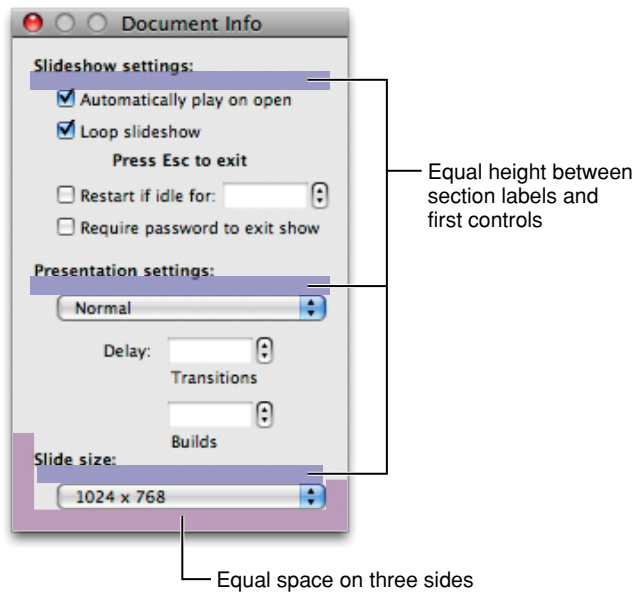 Document Info
Slideshow settings:
Automatically play on open
Loop slideshow
Press Esc to exit
Restart if idle for:
Require password to exit show
Presentation settings:
Normal
Delay:
Transitions
Builds
Slide size:
1024 x 768
Equal height between
section labels and
first controls
Equal space on three sides